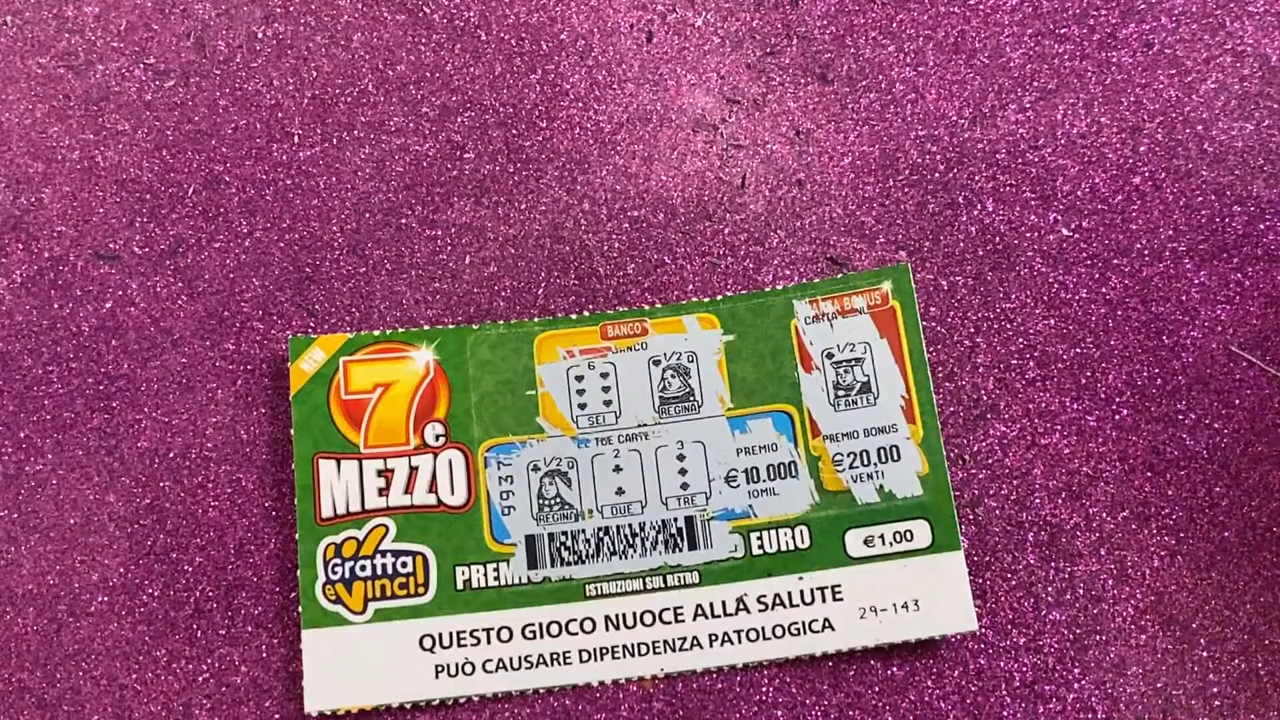 NEW
7 e
MEZZO
Gratta
e Vinci!
BANCO
6
SEI
1/2 Q
REGINA
LE TUE CARTE
9937
1/2 Q
REGINA
2
DUE
3
TRE
PREMIO
€10.000
10MIL
BONUS
1/2 J
FANTE
PREMIO BONUS
€20,00
VENTI
EURO
€1,00
ISTRUZIONI SUL RETRO
QUESTO GIOCO NUOCE ALLA SALUTE
PUÒ CAUSARE DIPENDENZA PATOLOGICA
29-143